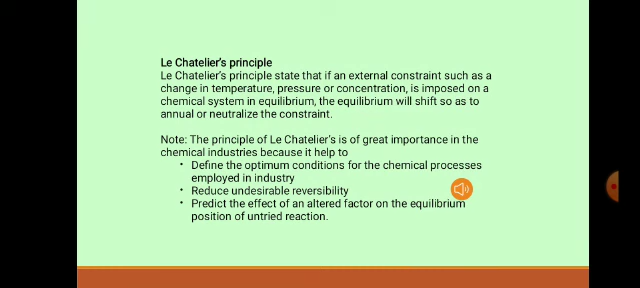 Le Chatelier's principle
Le Chatelier's principle state that if an external constraint such as a
change in temperature, pressure or concentration, is imposed on a
chemical system in equilibrium, the equilibrium will shift so as to
annual or neutralize the constraint.
Note: The principle of Le Chatelier's is of great importance in the
chemical industries because it help to
• Define the optimum conditions for the chemical processes
employed in industry
• Reduce undesirable reversibility
• Predict the effect of an altered factor on the equilibrium
position of untried reaction.